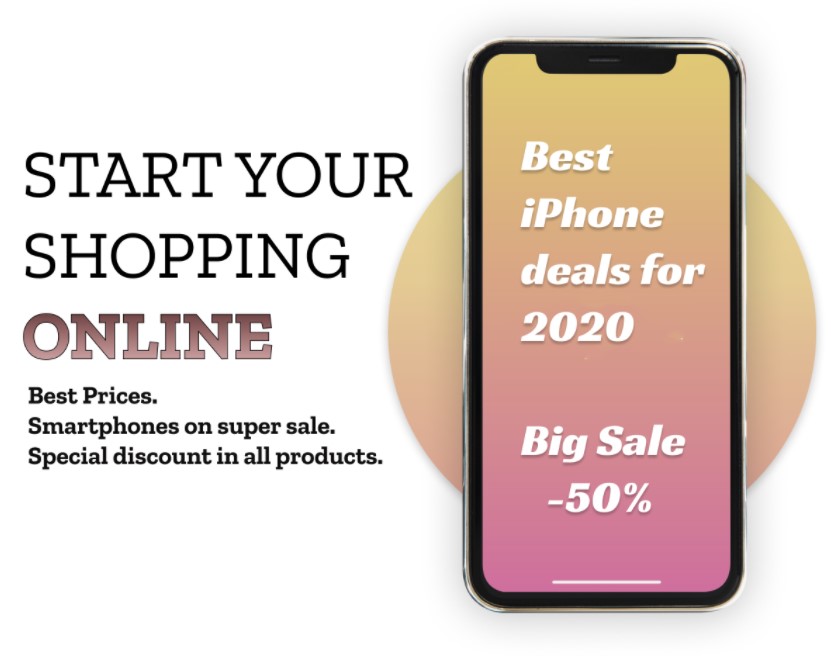 START YOUR
SHOPPING
ONLINE
Best Prices.
Smartphones on super sale.
Special discount in all products.
Best
iPhone
deals for
2020
Big Sale
-50%